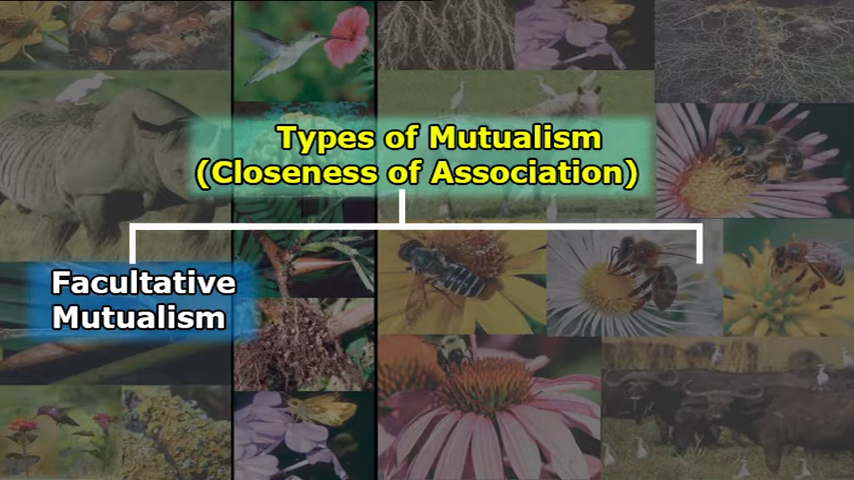 Types of Mutualism
(Closeness of Association)
Facultative
Mutualism